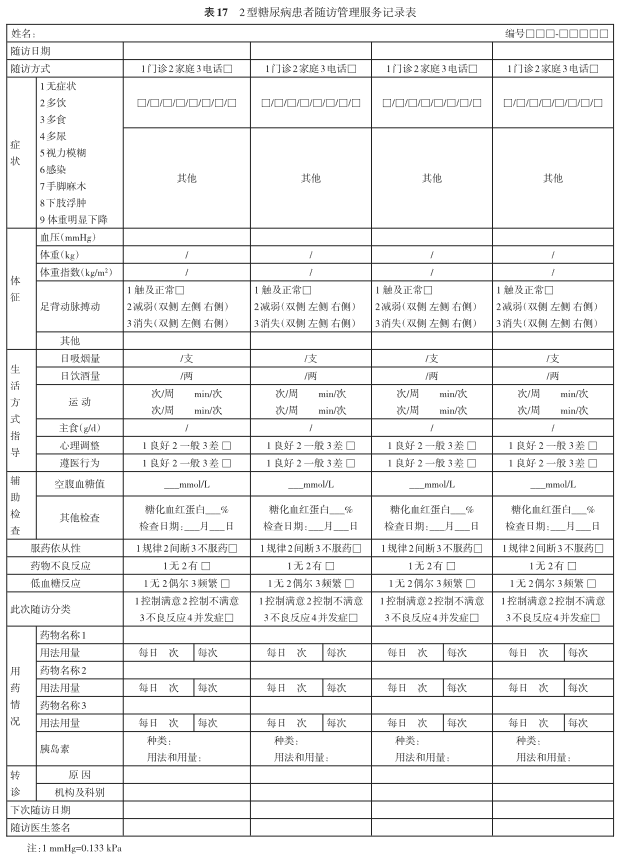 表17 2型糖尿病患者随访管理服务记录表
姓名: 编号□□□-□□□□□
随访日期
随访方式 1门诊2家庭3电话□ 1门诊2家庭3电话□ 1门诊2家庭3电话□ 1门诊2家庭3电话□
症状
1无症状
2多饮
3多食
4多尿
5视力模糊
6感染
7手脚麻木
8下肢浮肿
9体重明显下降
□/□/□/□/□/□/□/□ □/□/□/□/□/□/□/□ □/□/□/□/□/□/□/□ □/□/□/□/□/□/□/□
其他 其他 其他 其他
体征
血压(mmHg)
体重(kg) / / / /
体重指数(kg/m²) / / / /
足背动脉搏动
1触及正常□ 1触及正常□ 1触及正常□ 1触及正常□
2减弱(双侧 左侧 右侧) 2减弱(双侧 左侧 右侧) 2减弱(双侧 左侧 右侧) 2减弱(双侧 左侧 右侧)
3消失(双侧 左侧 右侧) 3消失(双侧 左侧 右侧) 3消失(双侧 左侧 右侧) 3消失(双侧 左侧 右侧)
其他
生活方式指导
日吸烟量 /支 /支 /支 /支
日饮酒量 /两 /两 /两 /两
运动
次/周 min/次 次/周 min/次 次/周 min/次 次/周 min/次
次/周 min/次 次/周 min/次 次/周 min/次 次/周 min/次
主食(g/d) / / / /
心理调整 1良好2一般3差□ 1良好2一般3差□ 1良好2一般3差□ 1良好2一般3差□
遵医行为 1良好2一般3差□ 1良好2一般3差□ 1良好2一般3差□ 1良好2一般3差□
辅助检查
空腹血糖值 ___mmol/L ___mmol/L ___mmol/L ___mmol/L
其他检查
糖化血红蛋白___% 糖化血红蛋白___% 糖化血红蛋白___% 糖化血红蛋白___%
检查日期:___月___日 检查日期:___月___日 检查日期:___月___日 检查日期:___月___日
服药依从性 1规律2间断3不服药□ 1规律2间断3不服药□ 1规律2间断3不服药□ 1规律2间断3不服药□
药物不良反应 1无2有□ 1无2有□ 1无2有□ 1无2有□
低血糖反应 1无2偶尔3频繁□ 1无2偶尔3频繁□ 1无2偶尔3频繁□ 1无2偶尔3频繁□
此次随访分类
1控制满意2控制不满意 1控制满意2控制不满意 1控制满意2控制不满意 1控制满意2控制不满意
3不良反应4并发症□ 3不良反应4并发症□ 3不良反应4并发症□ 3不良反应4并发症□
用药情况
药物名称1
用法用量 每日 次 每次 每日 次 每次 每日 次 每次 每日 次 每次
药物名称2
用法用量 每日 次 每次 每日 次 每次 每日 次 每次 每日 次 每次
药物名称3
用法用量 每日 次 每次 每日 次 每次 每日 次 每次 每日 次 每次
胰岛素
种类: 种类: 种类: 种类:
用法和用量: 用法和用量: 用法和用量: 用法和用量:
转诊
原因
机构及科别
下次随访日期
随访医生签名
注:1 mmHg=0.133 kPa